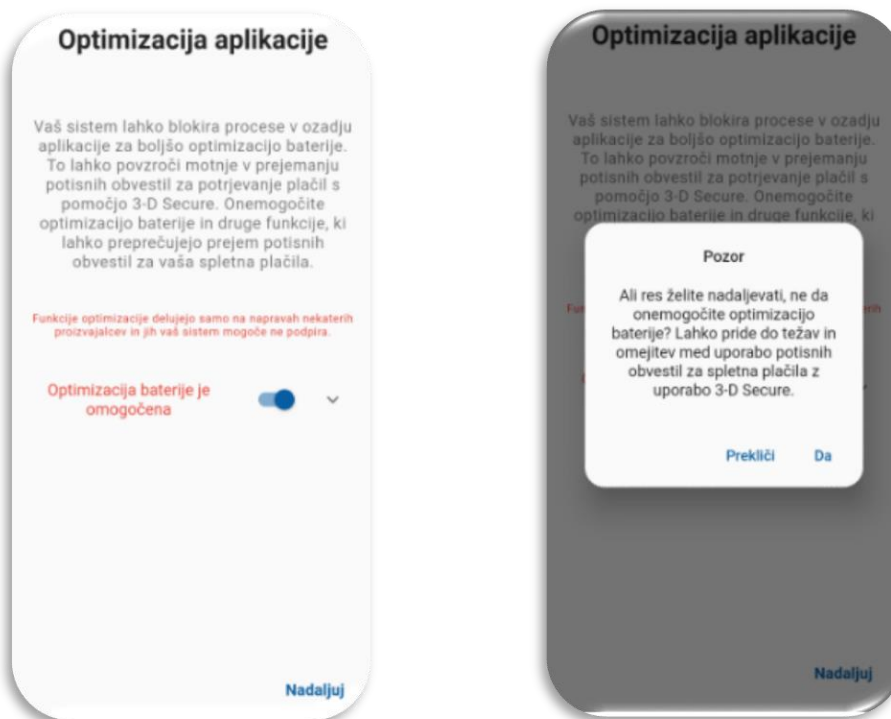 Optimizacija aplikacije
Vaš sistem lahko blokira procese v ozadju
aplikacije za boljšo optimizacijo baterije.
To lahko povzroči motnje v prejemanju
potisnih obvestil za potrjevanje plačil s
pomočjo 3-D Secure. Onemogočite
optimizacijo baterije in druge funkcije, ki
lahko preprečujejo prejem potisnih
obvestil za vaša spletna plačila.
Funkcije optimizacije delujejo samo na napravah nekaterih
proizvajalcev in jih vaš sistem mogoče ne podpira.
Optimizacija baterije je
omogočena
Nadaljuj
Optimizacija aplikacije
Vaš sistem lahko blokira procese v ozadju
aplikacije za boljšo optimizacijo baterije.
To lahko povzroči motnje v prejemanju
potisnih obvestil za potrjevanje plačil s
pomočjo 3-D Secure. Onemogočite
optimizacijo baterije in druge funkcije, ki
Pozor
Ali res želite nadaljevati, ne da
onemogočite optimizacijo
baterije? Lahko pride do težav in
omejitev med uporabo potisnih
obvestil za spletna plačila z
uporabo 3-D Secure.
Prekliči Da
Nadaljuj